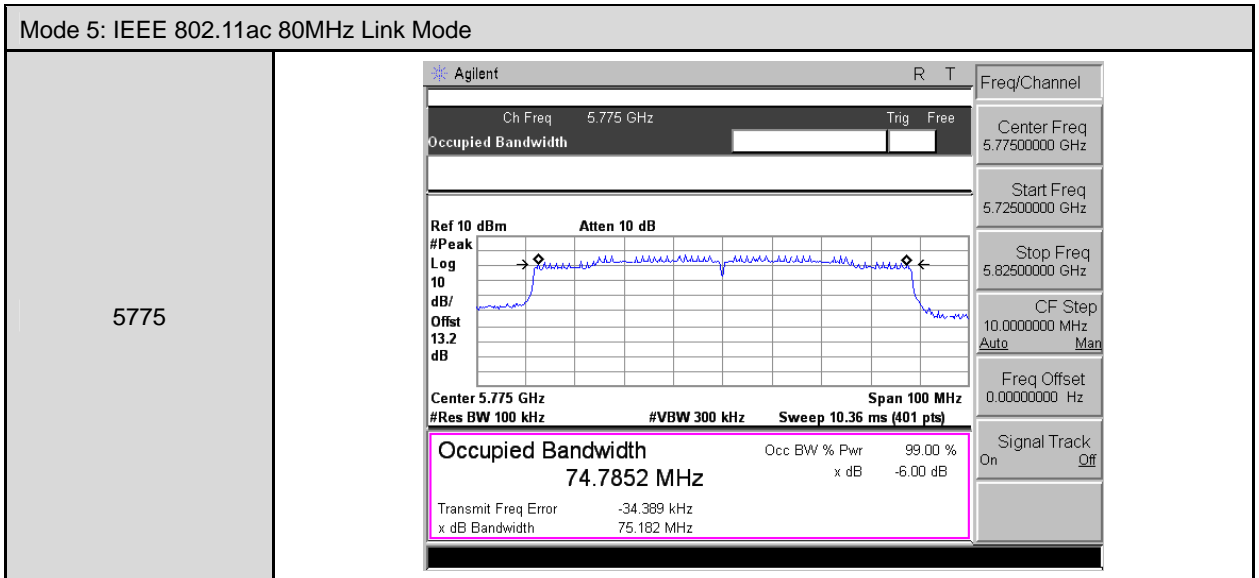 Mode 5: IEEE 802.11ac 80MHz Link Mode
5775
Agilent R T
Ch Freq 5.775 GHz Trig Free
Occupied Bandwidth
Ref 10 dBm Atten 10 dB
#Peak
Log
10
dB/
Offst
13.2
dB
Center 5.775 GHz Span 100 MHz
#Res BW 100 kHz #VBW 300 kHz Sweep 10.36 ms (401 pts)
Occupied Bandwidth Occ BW % Pwr 99.00 %
74.7852 MHz x dB -6.00 dB
Transmit Freq Error -34.389 kHz
x dB Bandwidth 75.182 MHz
Freq/Channel
Center Freq
5.77500000 GHz
Start Freq
5.72500000 GHz
Stop Freq
5.82500000 GHz
CF Step
10.0000000 MHz
Auto Man
Freq Offset
0.00000000 Hz
Signal Track
On Off